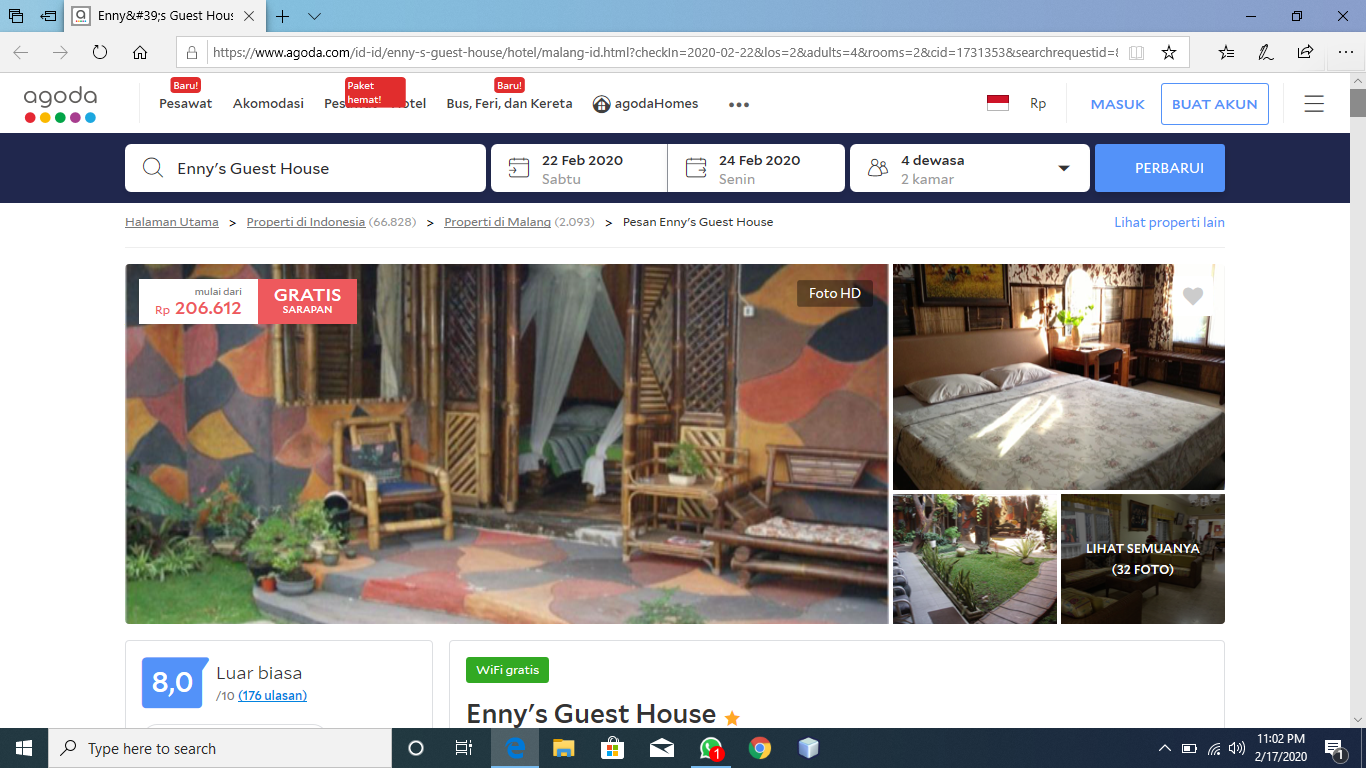 Enny&#39;s Guest Hous
https://www.agoda.com/id-id/enny-s-guest-house/hotel/malang-id.html?checkIn=2020-02-22&los=2&adults=4&rooms=2&cid=1731353&searchrequestid=
agoda
Baru!
Pesawat
Akomodasi
Paket
hemat!
Bus, Feri, dan Kereta
Baru!
agodaHomes
Rp
MASUK
BUAT AKUN
Enny's Guest House
22 Feb 2020
Sabtu
24 Feb 2020
Senin
4 dewasa
2 kamar
PERBARUI
Halaman Utama > Properti di Indonesia (66.828) > Properti di Malang (2.093) > Pesan Enny's Guest House
Lihat properti lain
mulai dari
Rp 206.612
GRATIS
SARAPAN
Foto HD
LIHAT SEMUANYA
(32 FOTO)
8,0
Luar biasa
/10 (176 ulasan)
WiFi gratis
Enny's Guest House
Type here to search
1
11:02 PM
2/17/2020
1